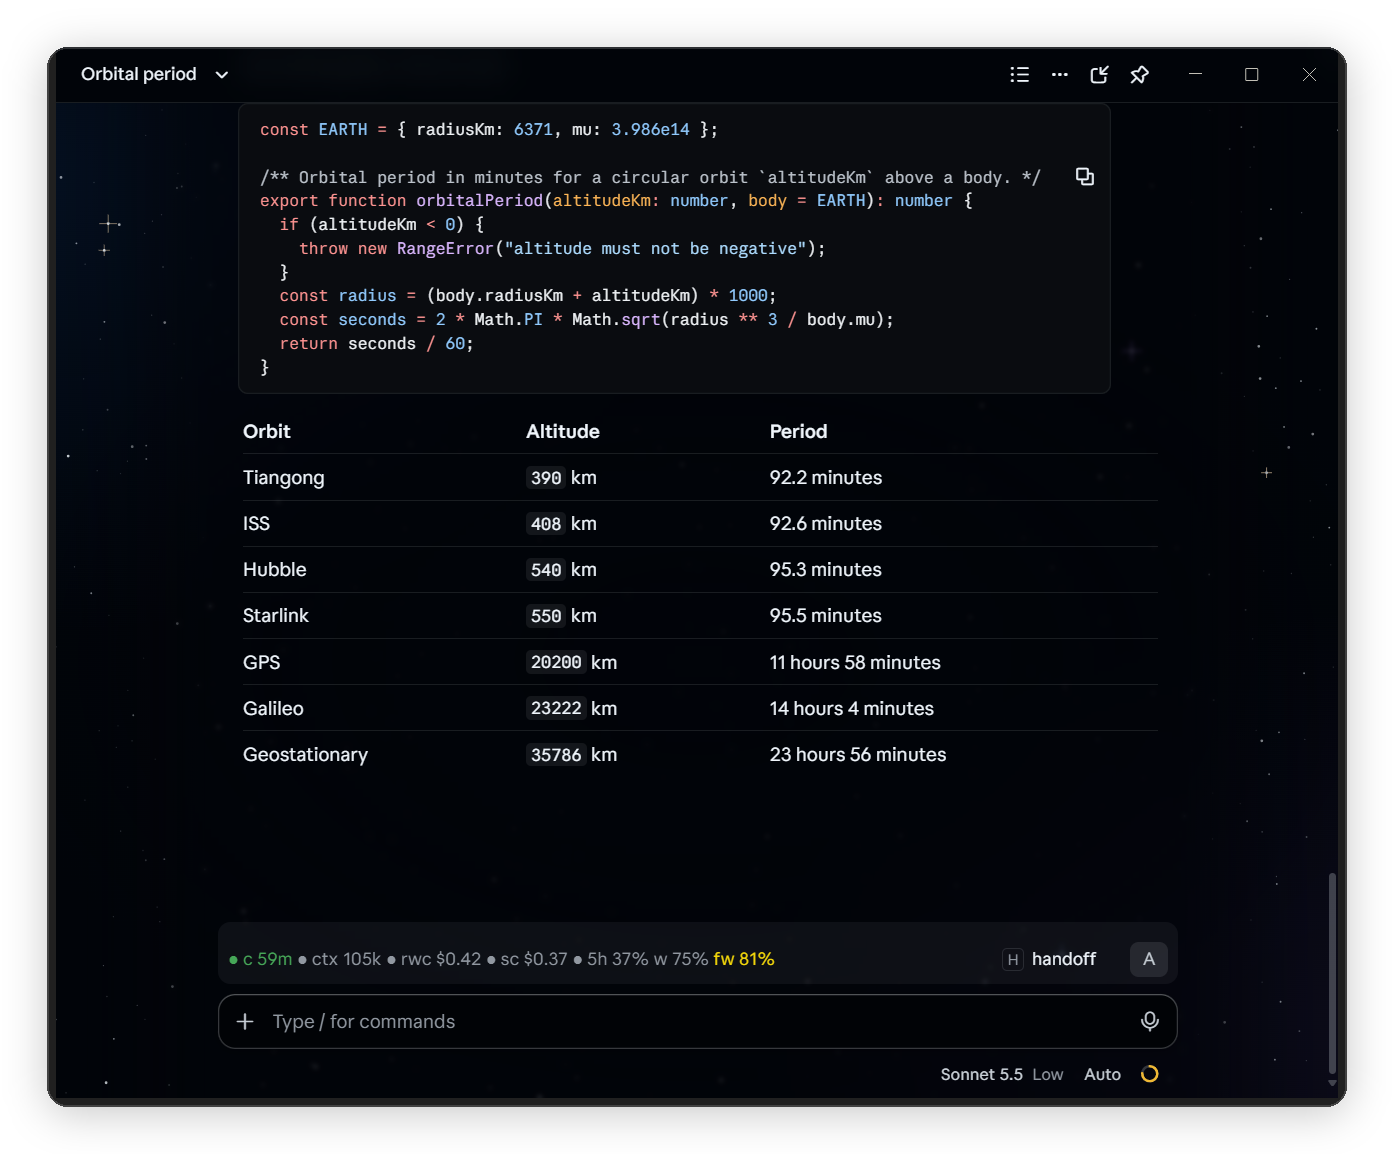 Orbital period
const EARTH = { radiusKm: 6371, mu: 3.986e14 };
/** Orbital period in minutes for a circular orbit `altitudeKm` above a body. */
export function orbitalPeriod(altitudeKm: number, body = EARTH): number {
  if (altitudeKm < 0) {
    throw new RangeError("altitude must not be negative");
  }
  const radius = (body.radiusKm + altitudeKm) * 1000;
  const seconds = 2 * Math.PI * Math.sqrt(radius ** 3 / body.mu);
  return seconds / 60;
}
Orbit Altitude Period
Tiangong 390 km 92.2 minutes
ISS 408 km 92.6 minutes
Hubble 540 km 95.3 minutes
Starlink 550 km 95.5 minutes
GPS 20200 km 11 hours 58 minutes
Galileo 23222 km 14 hours 4 minutes
Geostationary 35786 km 23 hours 56 minutes
● c 59m ● ctx 105k ● rwc $0.42 ● sc $0.37 ● 5h 37% w 75% fw 81% H handoff A
Type / for commands
Sonnet 5.5 Low Auto